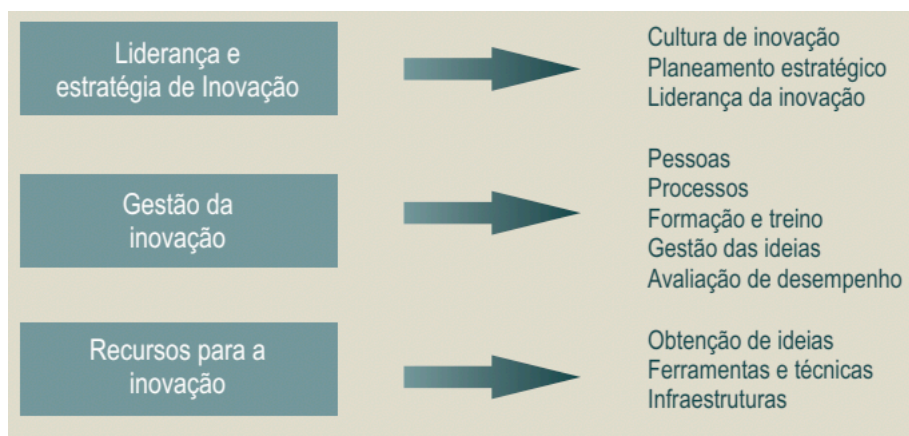 Liderança e
estratégia de Inovação
Cultura de inovação
Planeamento estratégico
Liderança da inovação
Gestão da
inovação
Pessoas
Processos
Formação e treino
Gestão das ideias
Avaliação de desempenho
Recursos para a
inovação
Obtenção de ideias
Ferramentas e técnicas
Infraestruturas